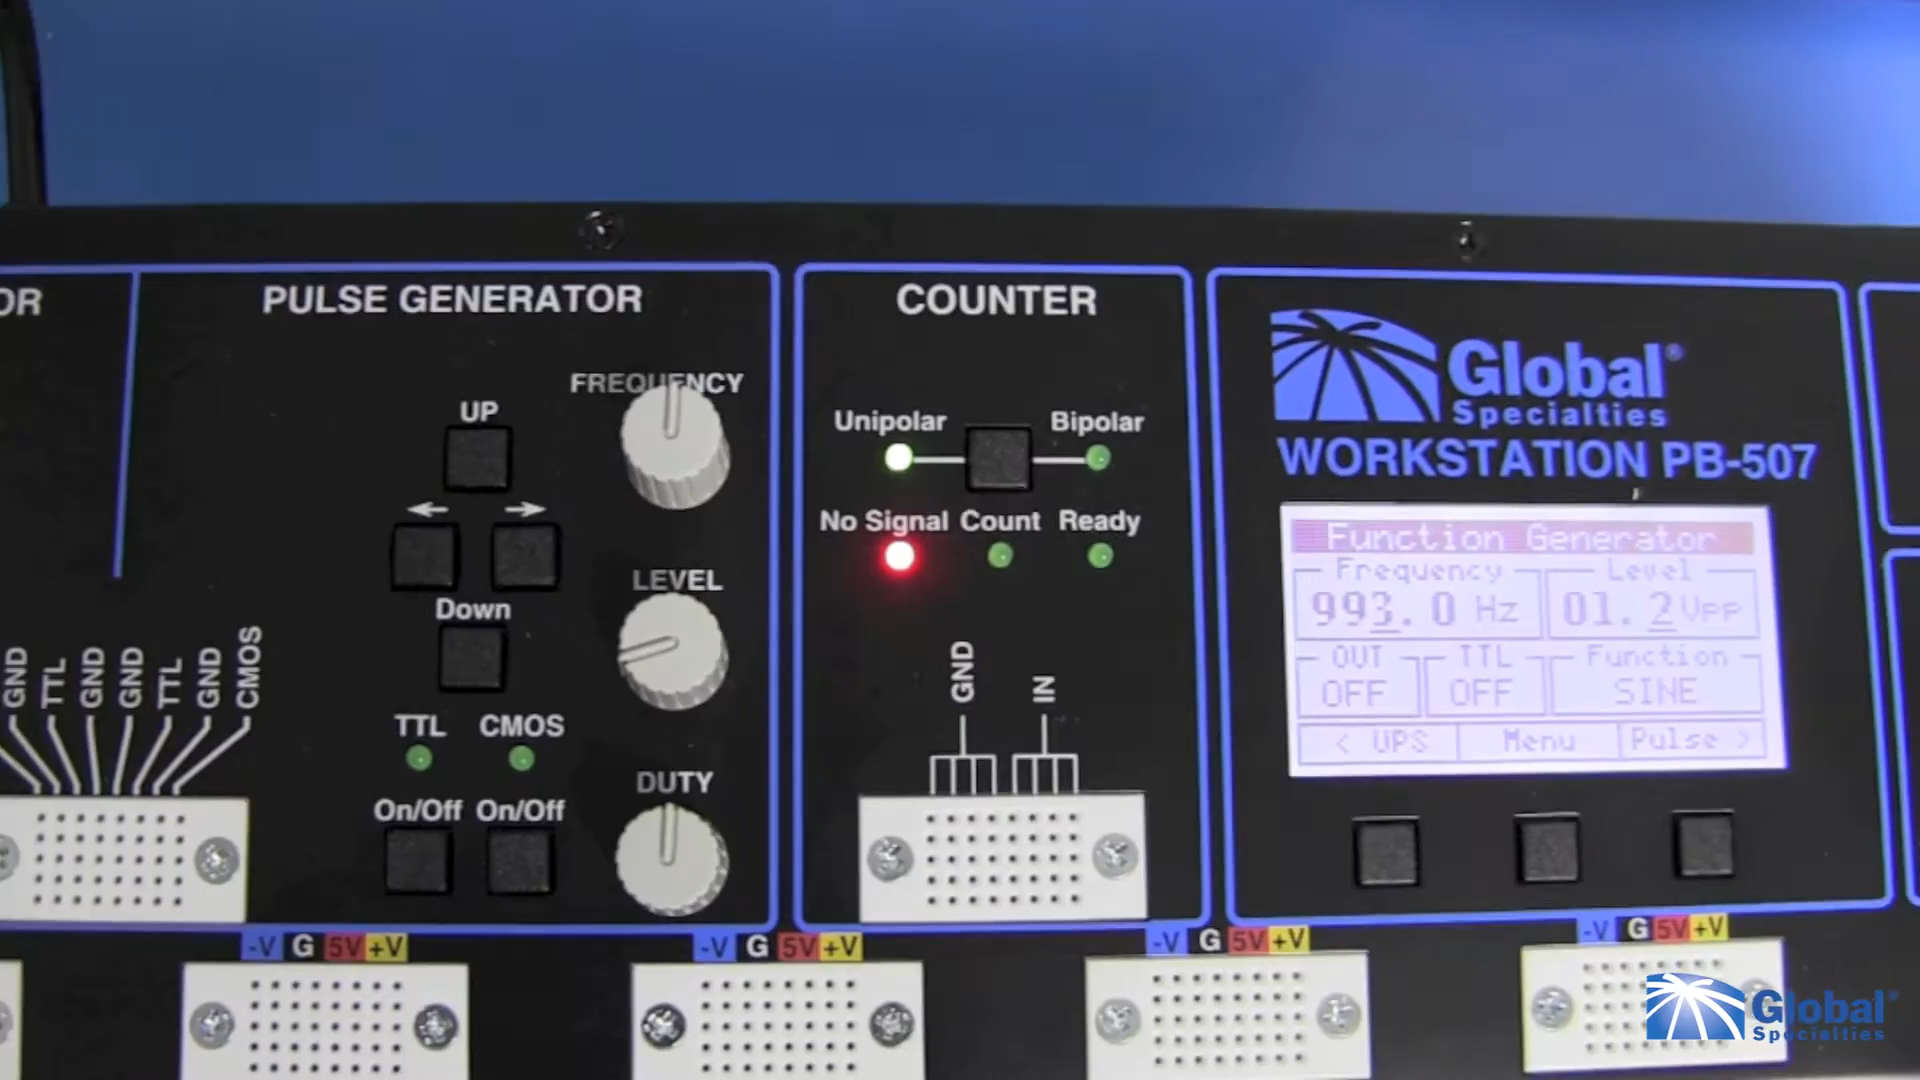 OR
PULSE GENERATOR
FREQUENCY
UP
← →
Down
LEVEL
TTL CMOS
On/Off On/Off
DUTY
GND
TTL
GND
GND
TTL
GND
CMOS
COUNTER
Unipolar Bipolar
No Signal Count Ready
GND
IN
Global®
Specialties
WORKSTATION PB-507
Function Generator
Frequency Level
993.0 Hz 01.2 Vpp
OUT TTL Function
OFF OFF SINE
< UPS Menu Pulse >
-V G 5V +V
-V G 5V +V
-V G 5V +V
-V G 5V +V
Global®
Specialties